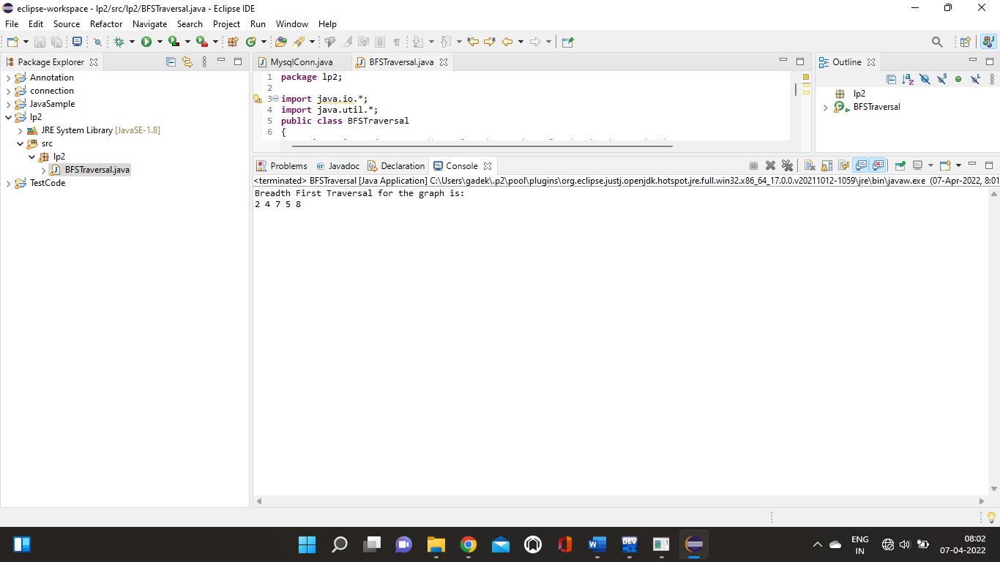 eclipse-workspace - lp2/src/lp2/BFSTraversal.java - Eclipse IDE
File Edit Source Refactor Navigate Search Project Run Window Help
Package Explorer
Annotation
connection
JavaSample
lp2
JRE System Library [JavaSE-1.8]
src
lp2
BFSTraversal.java
TestCode
MysqlConn.java BFSTraversal.java
1 package lp2;
2
3 import java.io.*;
4 import java.util.*;
5 public class BFSTraversal
6 {
Outline
lp2
BFSTraversal
Problems @ Javadoc Declaration Console
<terminated> BFSTraversal [Java Application] C:\Users\gadek\.p2\pool\plugins\org.eclipse.justj.openjdk.hotspot.jre.full.win32.x86_64_17.0.0.v20211012-1059\jre\bin\javaw.exe (07-Apr-2022, 8:01
Breadth First Traversal for the graph is:
2 4 7 5 8
DEV
ENG
IN
08:02
07-04-2022